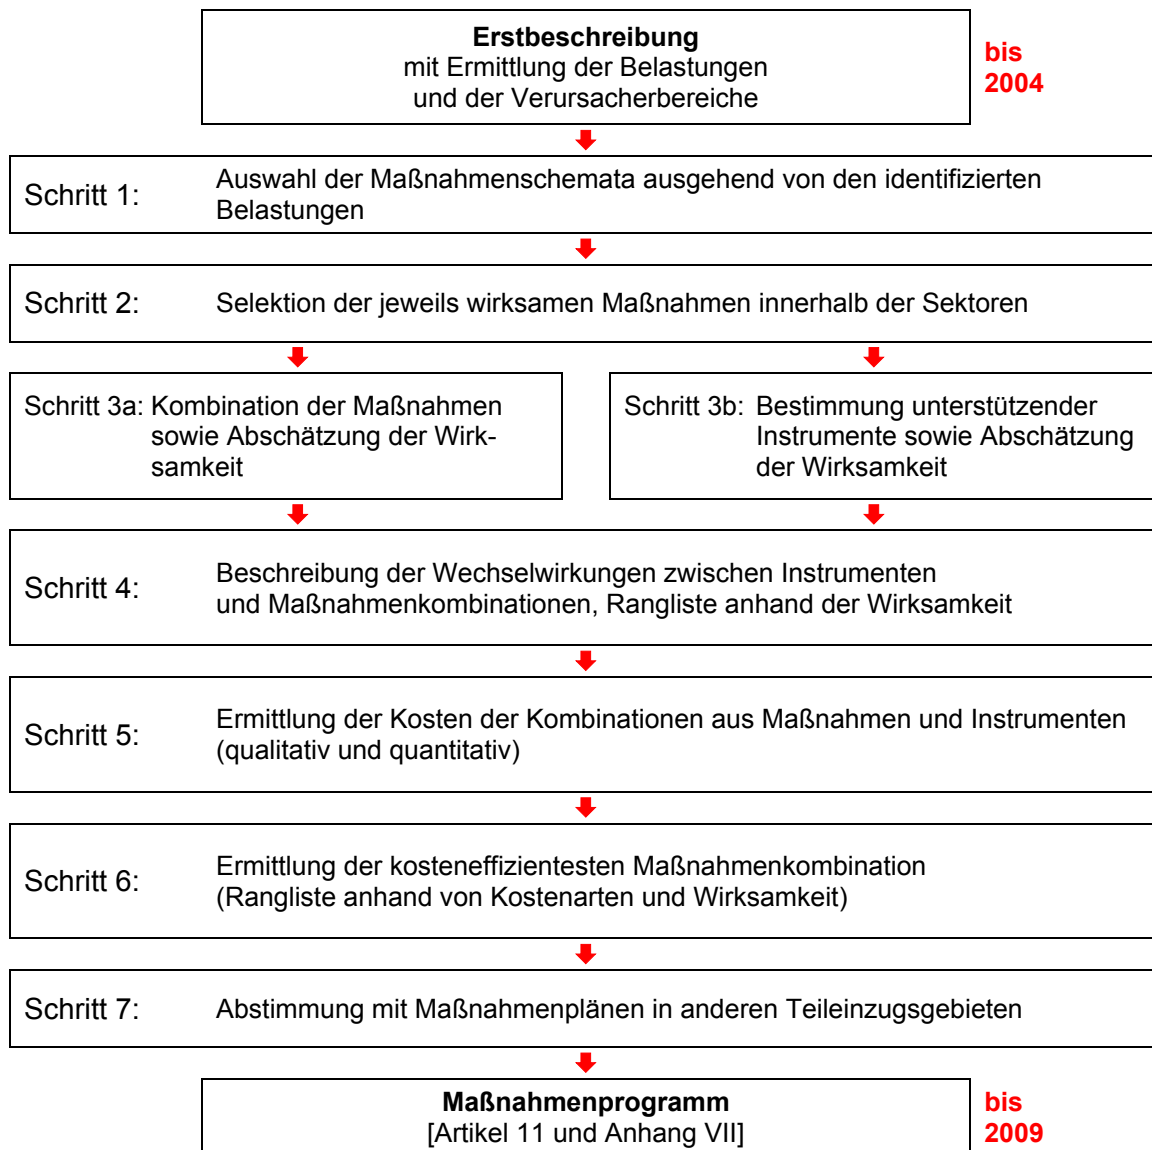 Erstbeschreibung
mit Ermittlung der Belastungen
und der Verursacherbereiche
bis
2004
Schritt 1:
Auswahl der Maßnahmenschemata ausgehend von den identifizierten
Belastungen
Schritt 2:
Selektion der jeweils wirksamen Maßnahmen innerhalb der Sektoren
Schritt 3a: Kombination der Maßnahmen
sowie Abschätzung der Wirk-
samkeit
Schritt 3b: Bestimmung unterstützender
Instrumente sowie Abschätzung
der Wirksamkeit
Schritt 4:
Beschreibung der Wechselwirkungen zwischen Instrumenten
und Maßnahmenkombinationen, Rangliste anhand der Wirksamkeit
Schritt 5:
Ermittlung der Kosten der Kombinationen aus Maßnahmen und Instrumenten
(qualitativ und quantitativ)
Schritt 6:
Ermittlung der kosteneffizientesten Maßnahmenkombination
(Rangliste anhand von Kostenarten und Wirksamkeit)
Schritt 7:
Abstimmung mit Maßnahmenplänen in anderen Teileinzugsgebieten
Maßnahmenprogramm
[Artikel 11 und Anhang VII]
bis
2009